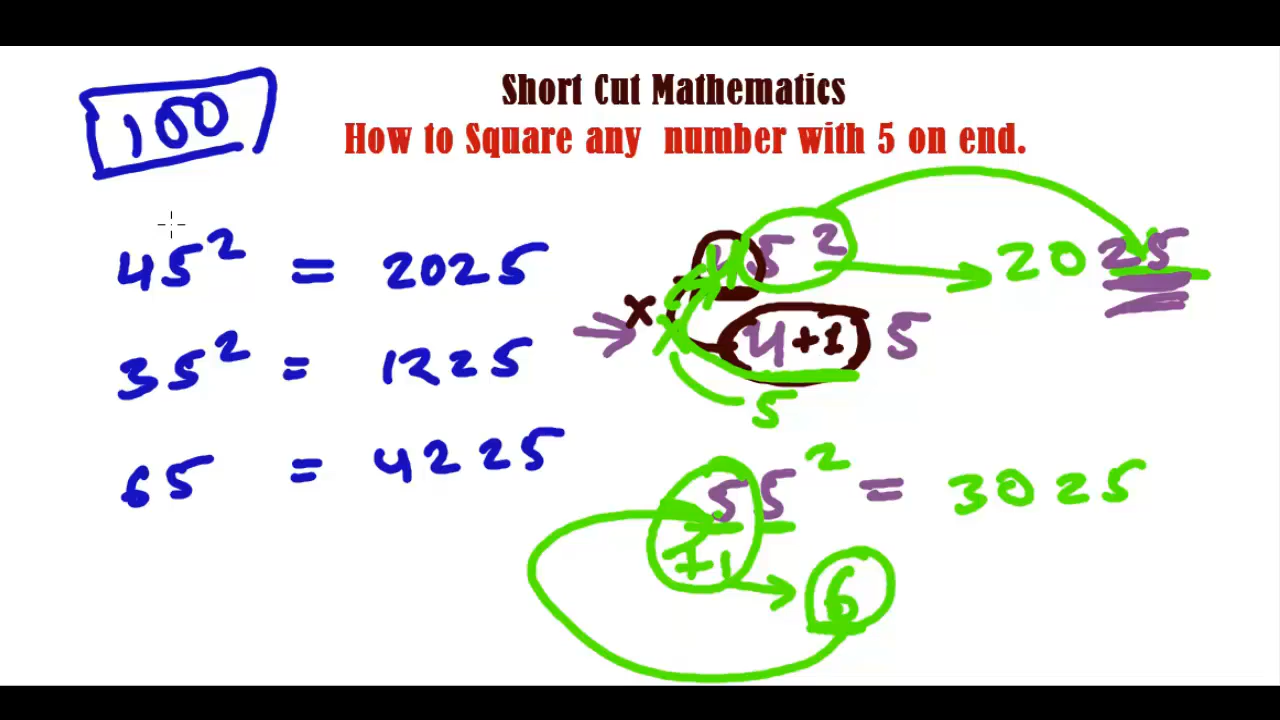 Short Cut Mathematics
How to Square any number with 5 on end.
100
45² = 2025
35² = 1225
65 = 4225
45² → 2025
x 4+1 5
x
5
55² = 3025
+1 → 6